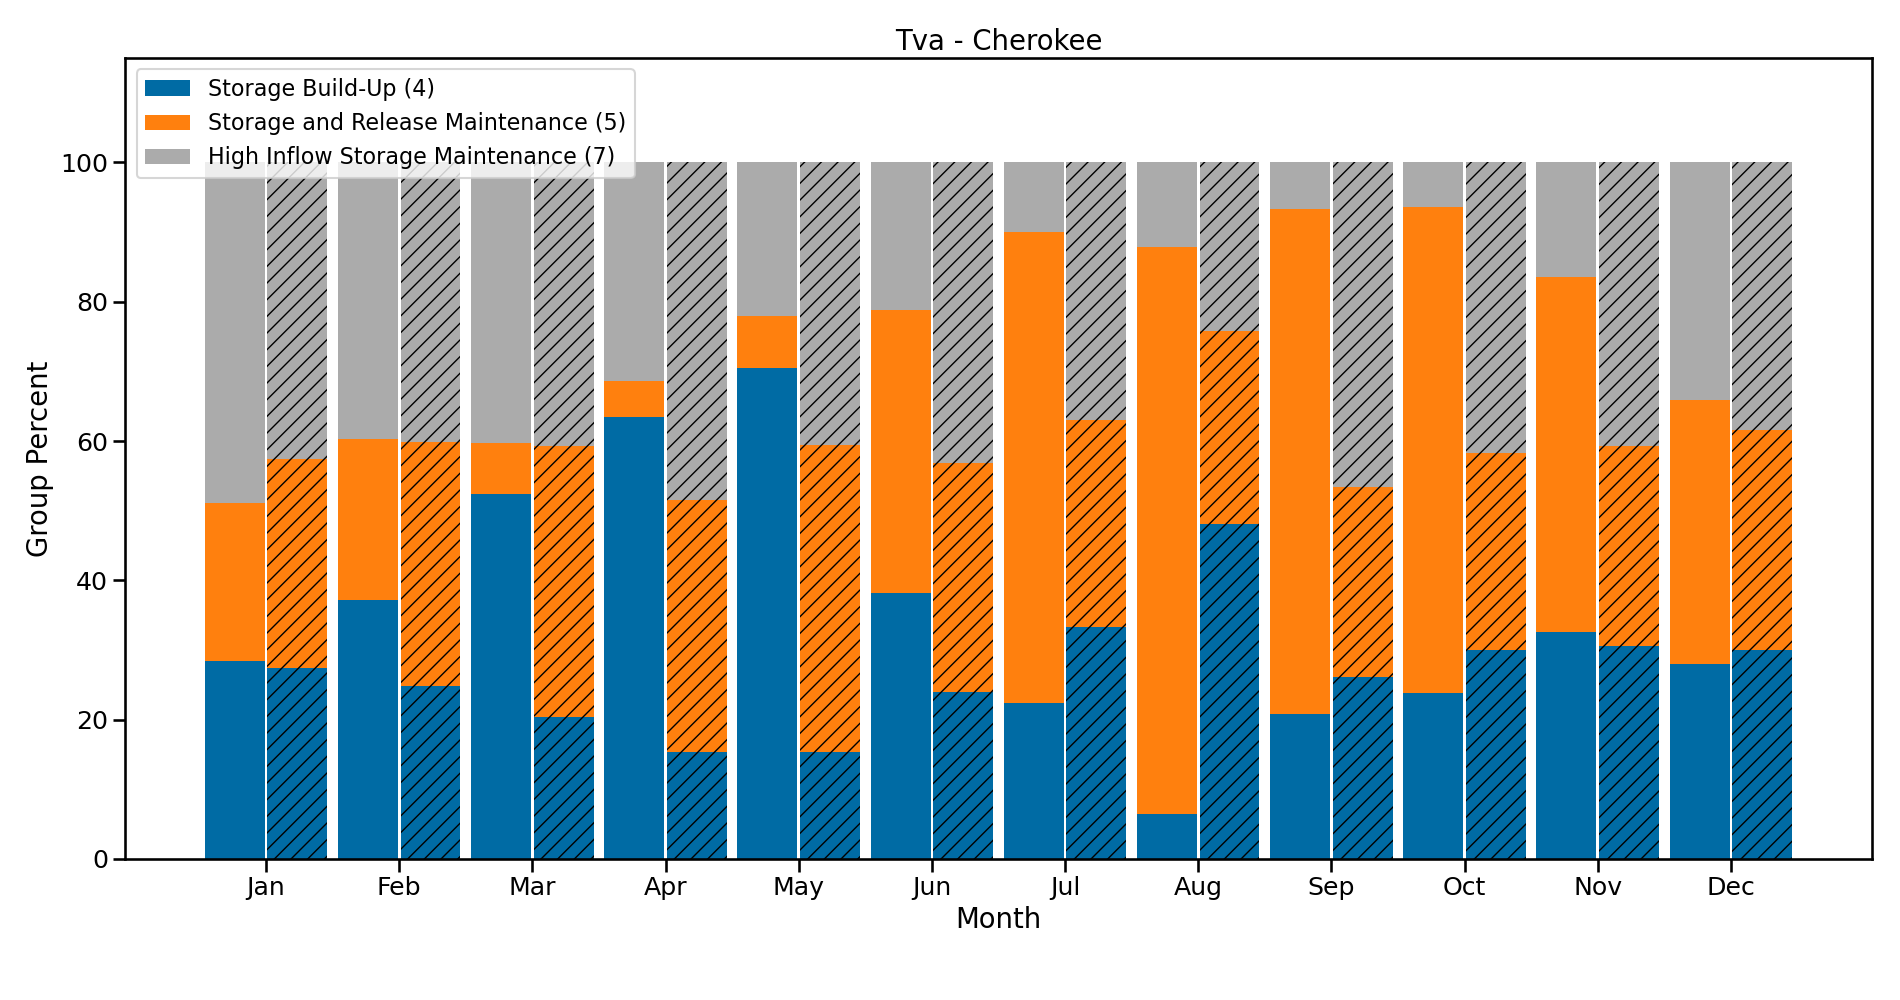 Tva - Cherokee
Storage Build-Up (4)
Storage and Release Maintenance (5)
High Inflow Storage Maintenance (7)
Group Percent
100
80
60
40
20
0
Jan Feb Mar Apr May Jun Jul Aug Sep Oct Nov Dec
Month